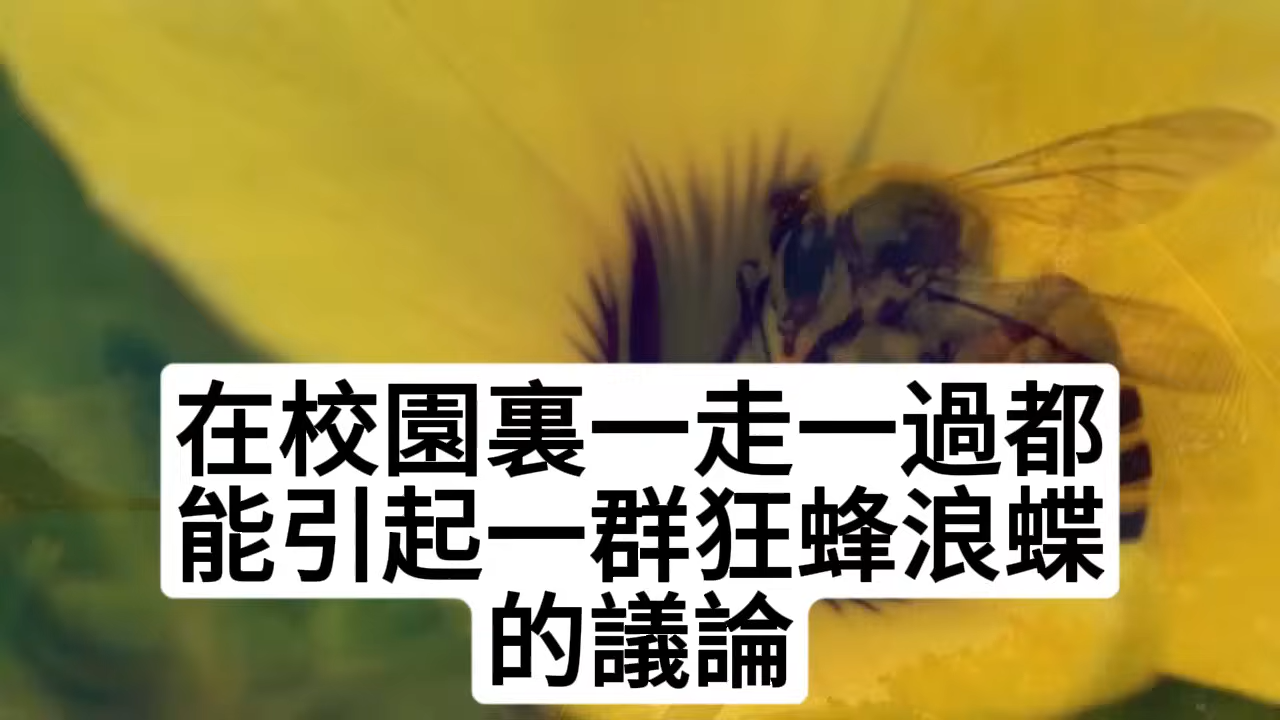 在校園裏一走一過都
能引起一群狂蜂浪蝶
的議論